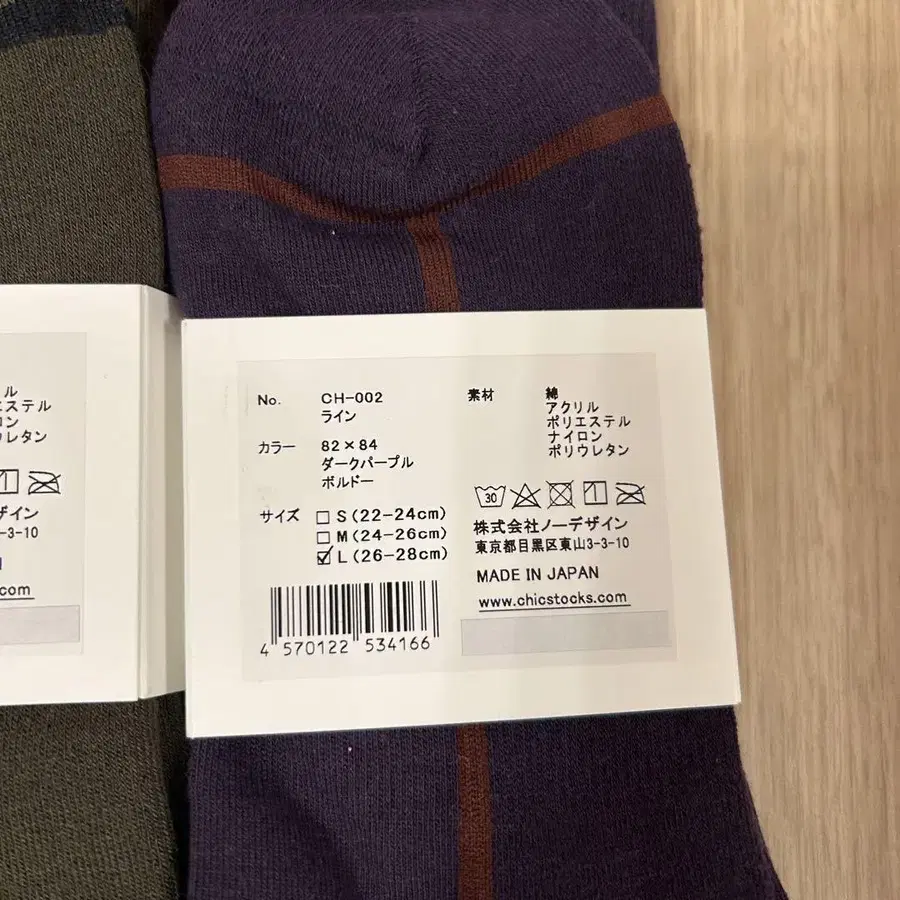 ル
エステル
ロン
ウレタン
ザイン
-3-10
com
No. CH-002
ライン
カラー 82×84
ダークパープル
ボルドー
サイズ S(22-24cm)
M(24-26cm)
L(26-28cm)
4 570122 534166
素材 綿
アクリル
ポリエステル
ナイロン
ポリウレタン
30
株式会社ノーデザイン
東京都目黒区東山3-3-10
MADE IN JAPAN
www.chicstocks.com